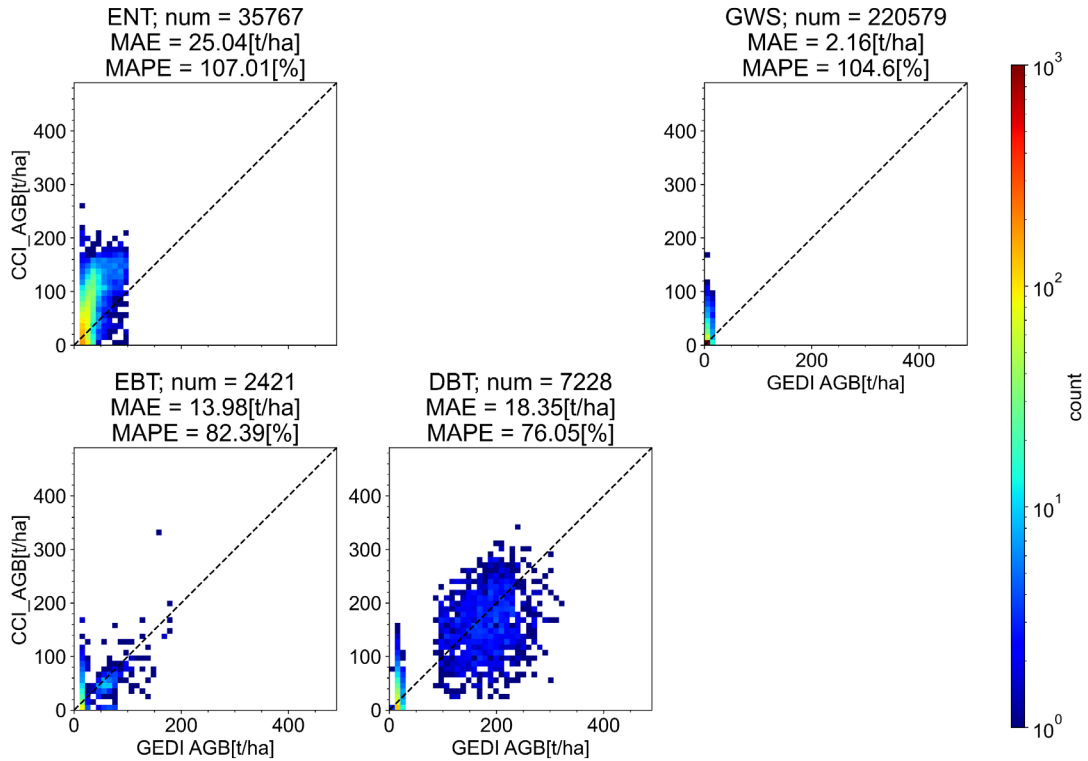 ENT; num = 35767
MAE = 25.04[t/ha]
MAPE = 107.01[%]
CCI_AGB[t/ha]
400
300
200
100
0
0
200
400
GWS; num = 220579
MAE = 2.16[t/ha]
MAPE = 104.6[%]
400
300
200
100
0
0
200
400
GEDI AGB[t/ha]
EBT; num = 2421
MAE = 13.98[t/ha]
MAPE = 82.39[%]
CCI_AGB[t/ha]
400
300
200
100
0
0
200
400
GEDI AGB[t/ha]
DBT; num = 7228
MAE = 18.35[t/ha]
MAPE = 76.05[%]
400
300
200
100
0
0
200
400
GEDI AGB[t/ha]
10³
10²
10¹
10⁰
count